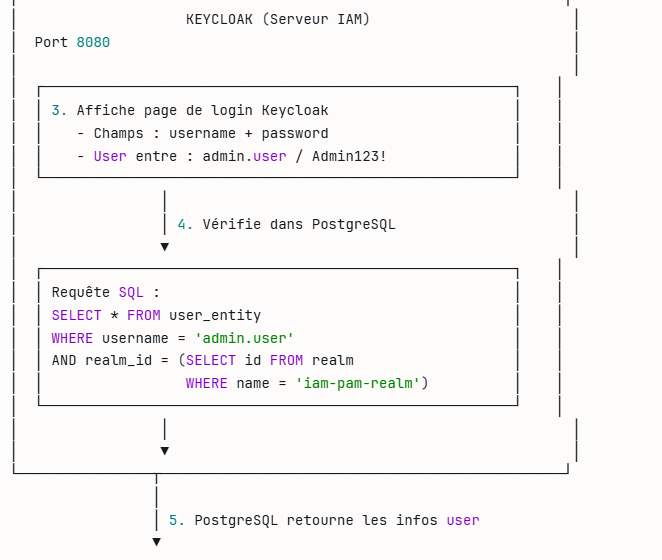 KEYCLOAK (Serveur IAM)
Port 8080
3. Affiche page de login Keycloak
- Champs : username + password
- User entre : admin.user / Admin123!
4. Vérifie dans PostgreSQL
Requête SQL :
SELECT * FROM user_entity
WHERE username = 'admin.user'
AND realm_id = (SELECT id FROM realm
WHERE name = 'iam-pam-realm')
5. PostgreSQL retourne les infos user